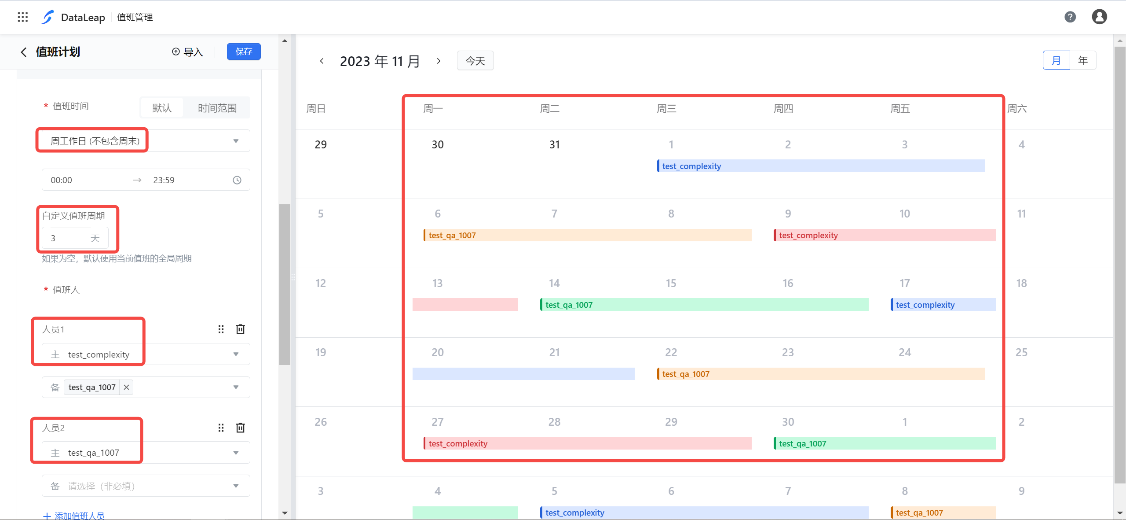 DataLeap 值班管理
值班计划 导入 保存
* 值班时间 默认 时间范围
周工作日 (不包含周末)
00:00 → 23:59
自定义值班周期
3 天
如果为空，默认使用当前值班的全局周期
* 值班人
人员1
主 test_complexity
备 test_qa_1007 ×
人员2
主 test_qa_1007
备 请选择（非必填）
+ 添加值班人员
2023 年 11 月 今天 月 年
周日 周一 周二 周三 周四 周五 周六
29 30 31 1 2 3 4
test_complexity
5 6 7 8 9 10 11
test_qa_1007 test_complexity
12 13 14 15 16 17 18
test_qa_1007 test_complexity
19 20 21 22 23 24 25
test_qa_1007
26 27 28 29 30 1 2
test_complexity test_qa_1007
3 4 5 6 7 8 9
test_complexity test_qa_1007